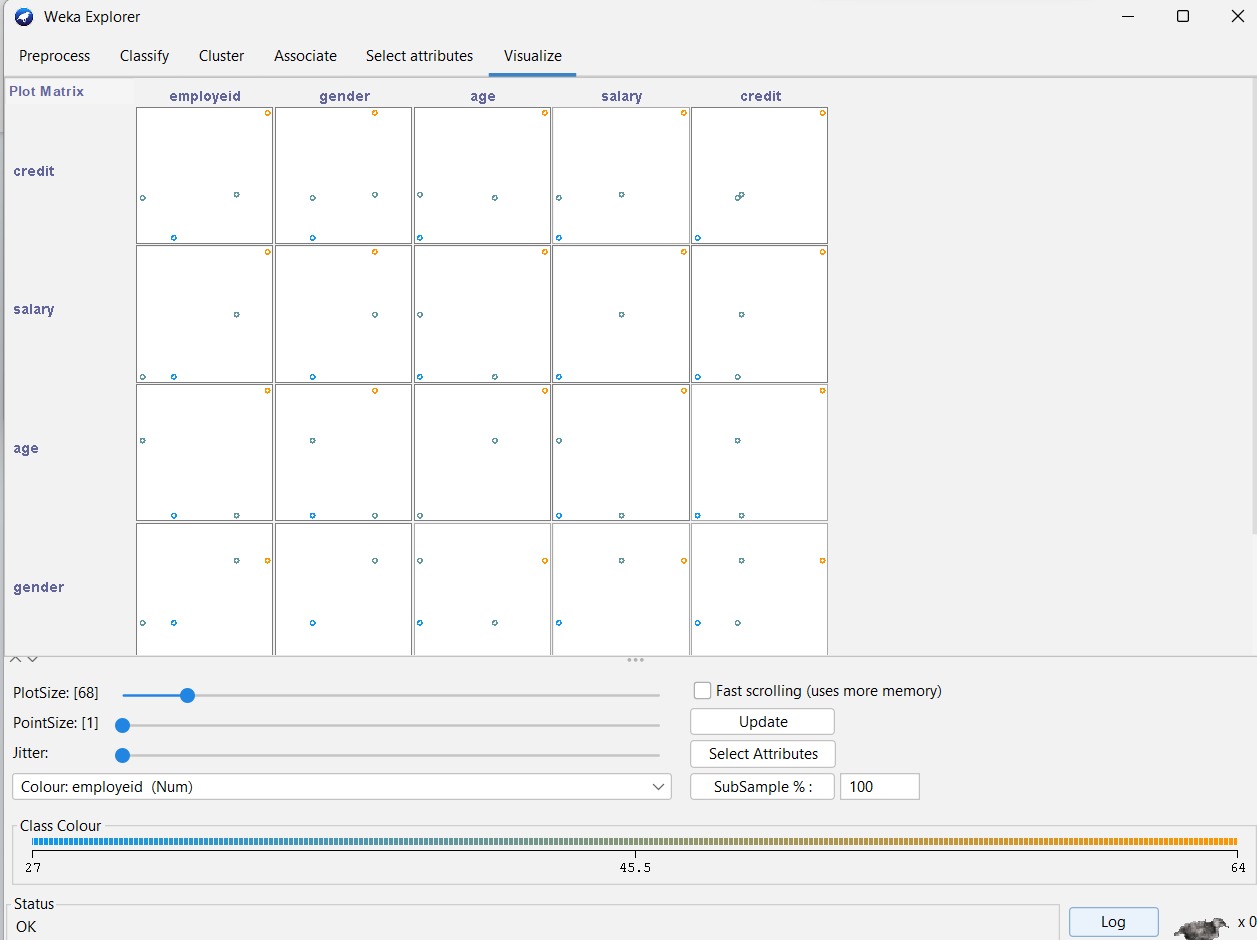 Weka Explorer
Preprocess Classify Cluster Associate Select attributes Visualize
Plot Matrix
employeid gender age salary credit
credit
salary
age
gender
PlotSize: [68]
Fast scrolling (uses more memory)
PointSize: [1]
Update
Jitter:
Select Attributes
Colour: employeid (Num)
SubSample % : 100
Class Colour
27 45.5 64
Status
OK
Log x 0